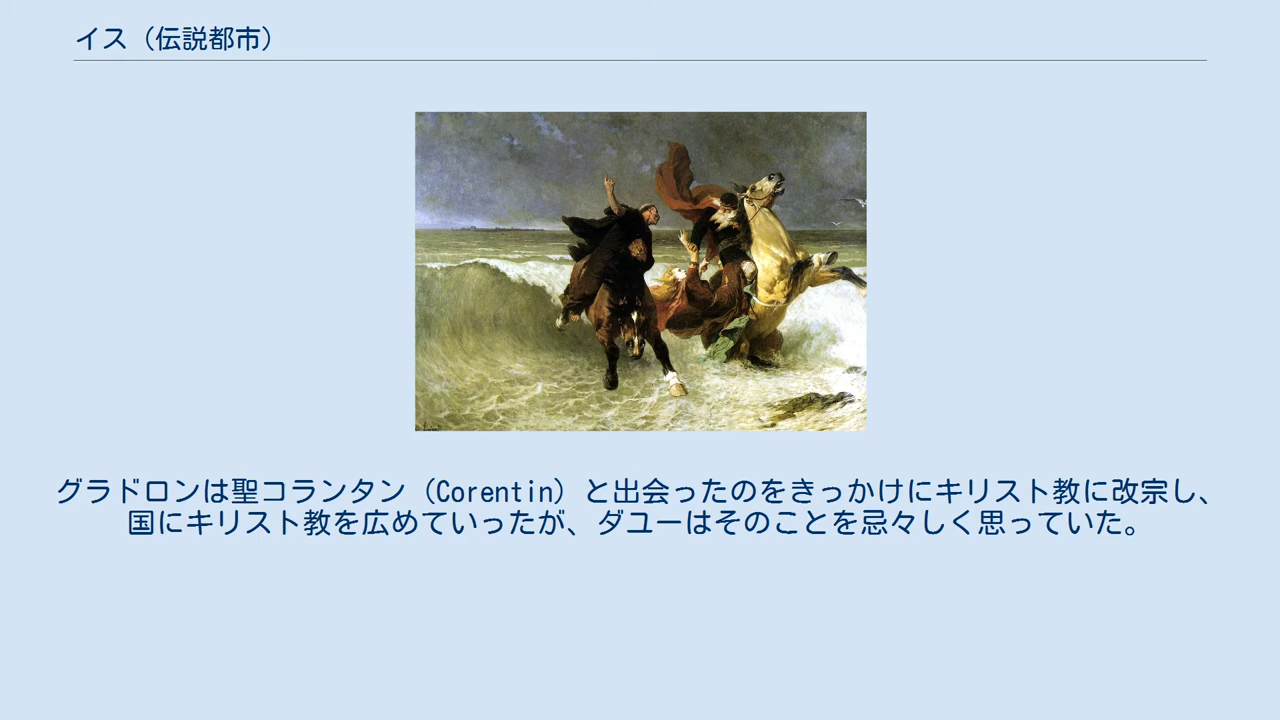 イス（伝説都市）
グラドロンは聖コランタン（Corentin）と出会ったのをきっかけにキリスト教に改宗し、
国にキリスト教を広めていったが、ダユーはそのことを忌々しく思っていた。